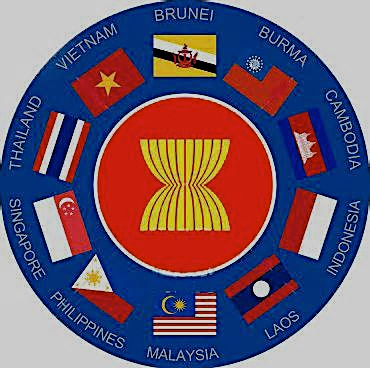 BRUNEI
BURMA
CAMBODIA
INDONESIA
LAOS
MALAYSIA
PHILIPPINES
SINGAPORE
THAILAND
VIETNAM